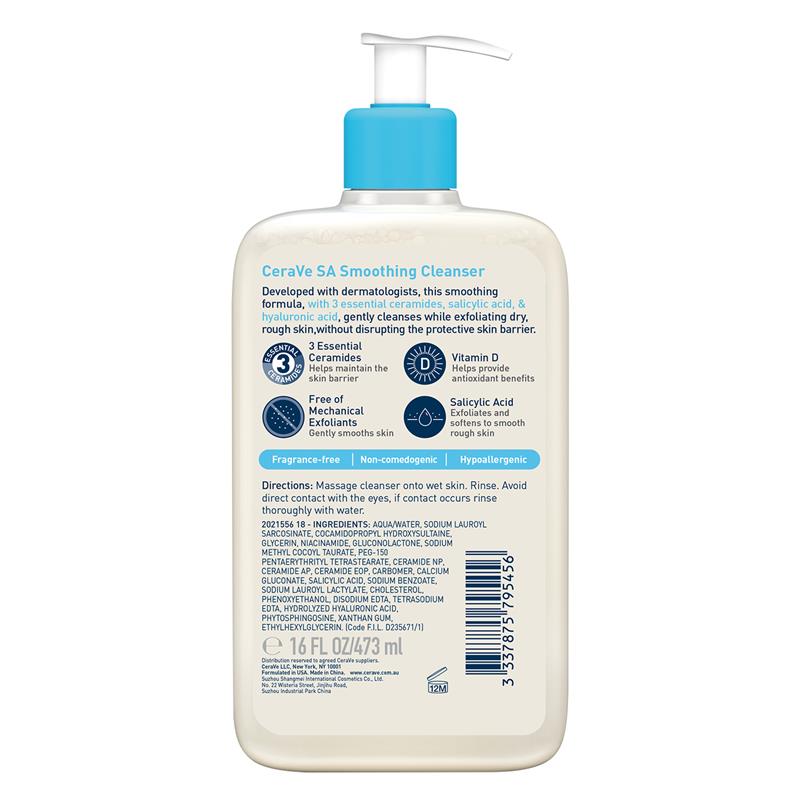 CeraVe SA Smoothing Cleanser
Developed with dermatologists, this smoothing
formula, with 3 essential ceramides, salicylic acid, &
hyaluronic acid, gently cleanses while exfoliating dry,
rough skin,without disrupting the protective skin barrier.
ESSENTIAL
3
CERAMIDES
3 Essential
Ceramides
Helps maintain the
skin barrier
D
Vitamin D
Helps provide
antioxidant benefits
Free of
Mechanical
Exfoliants
Gently smooths skin
Salicylic Acid
Exfoliates and
softens to smooth
rough skin
Fragrance-free | Non-comedogenic | Hypoallergenic
Directions: Massage cleanser onto wet skin. Rinse. Avoid
direct contact with the eyes, if contact occurs rinse
thoroughly with water.
2021556 18 - INGREDIENTS: AQUA/WATER, SODIUM LAUROYL
SARCOSINATE, COCAMIDOPROPYL HYDROXYSULTAINE,
GLYCERIN, NIACINAMIDE, GLUCONOLACTONE, SODIUM
METHYL COCOYL TAURATE, PEG-150
PENTAERYTHRITYL TETRASTEARATE, CERAMIDE NP,
CERAMIDE AP, CERAMIDE EOP, CARBOMER, CALCIUM
GLUCONATE, SALICYLIC ACID, SODIUM BENZOATE,
SODIUM LAUROYL LACTYLATE, CHOLESTEROL,
PHENOXYETHANOL, DISODIUM EDTA, TETRASODIUM
EDTA, HYDROLYZED HYALURONIC ACID,
PHYTOSPHINGOSINE, XANTHAN GUM,
ETHYLHEXYLGLYCERIN. (Code F.I.L. D235671/1)
℮ 16 FL OZ/473 ml
Distribution reserved to agreed CeraVe suppliers.
CeraVe LLC, New York, NY 10001
Formulated in USA. Made in China. www.cerave.com.au
Suzhou Shangmei International Cosmetics Co., Ltd.
No. 22 Wisteria Street, Jinjihu Road,
Suzhou Industrial Park China
12M
3 337875 795456